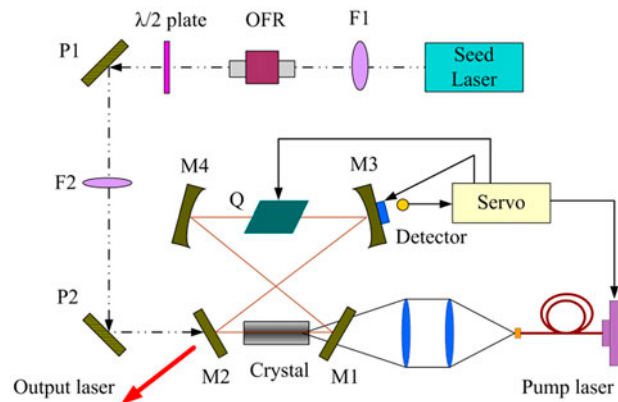 P1
λ/2 plate
OFR
F1
Seed
Laser
F2
M4
M3
Q
Servo
Detector
P2
M2
Crystal
M1
Output laser
Pump laser